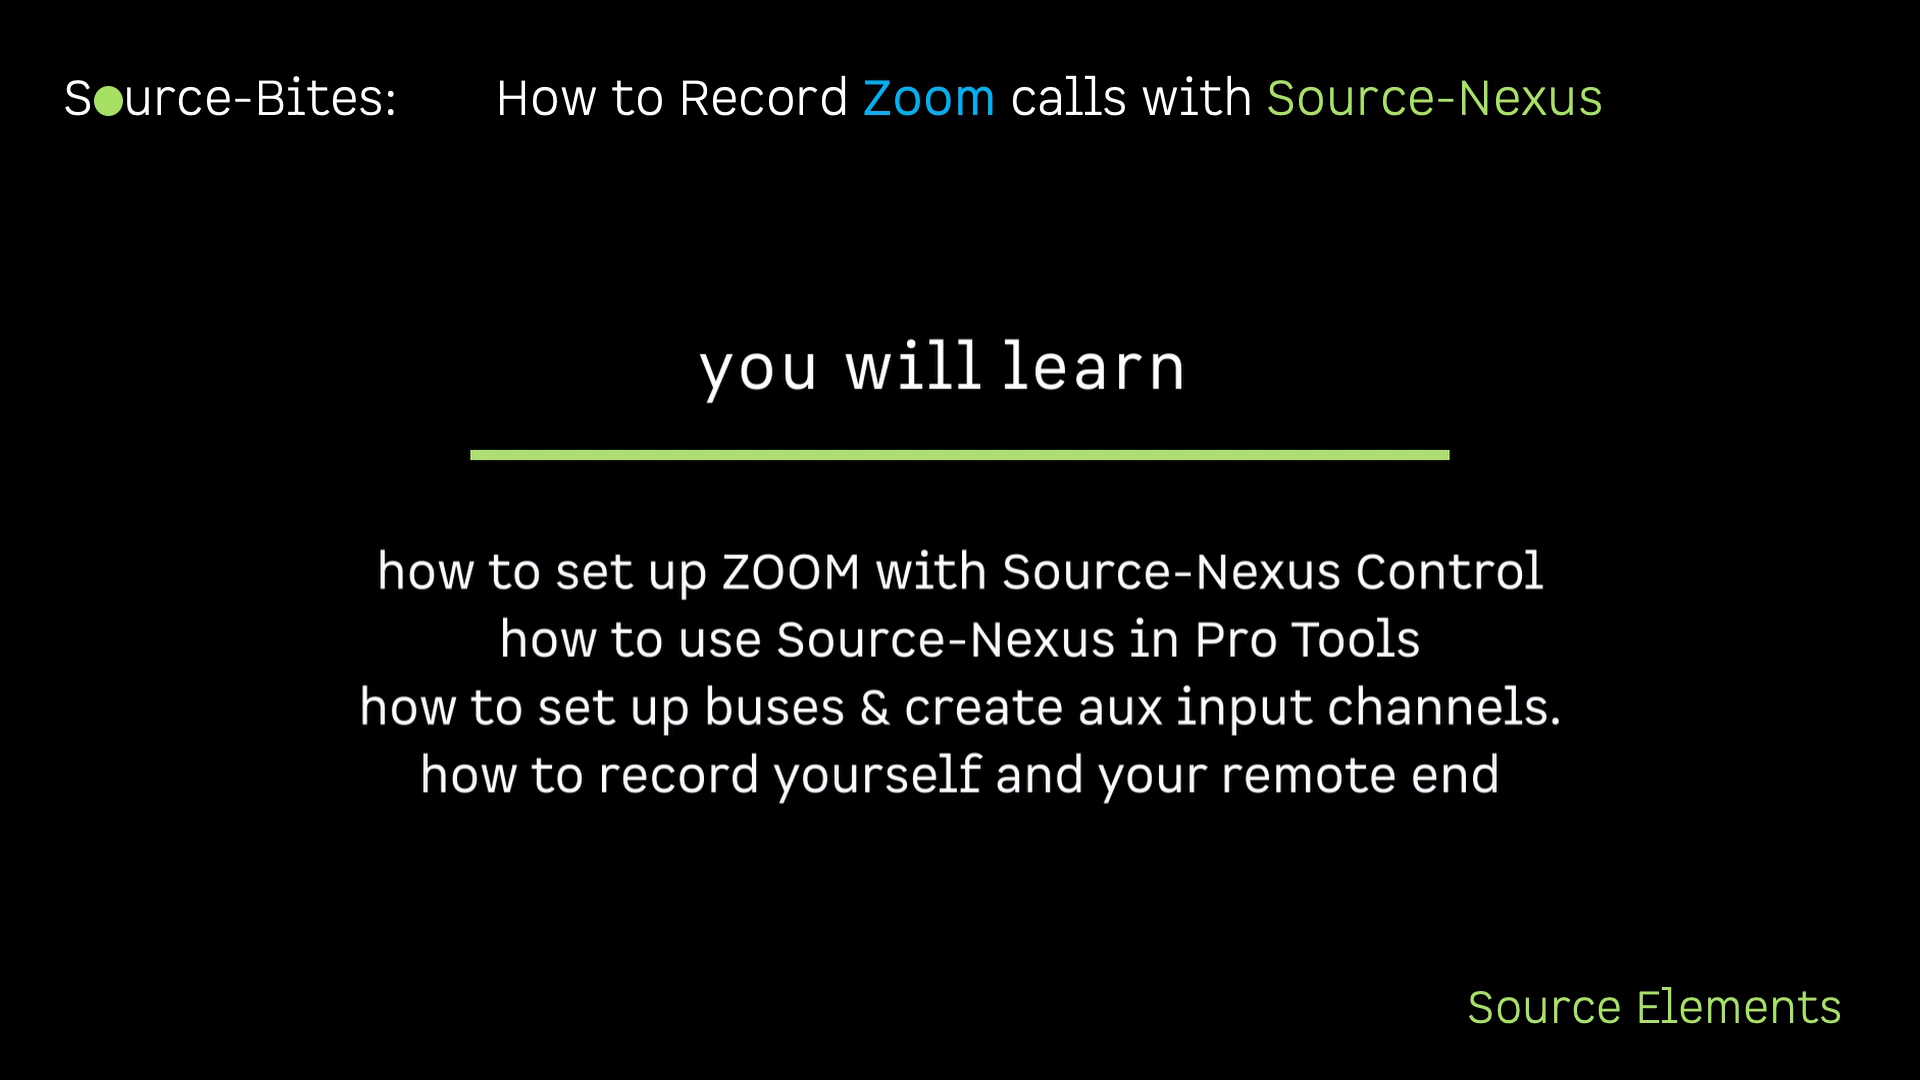 Source-Bites: How to Record Zoom calls with Source-Nexus
you will learn
how to set up ZOOM with Source-Nexus Control
how to use Source-Nexus in Pro Tools
how to set up buses & create aux input channels.
how to record yourself and your remote end
Source Elements